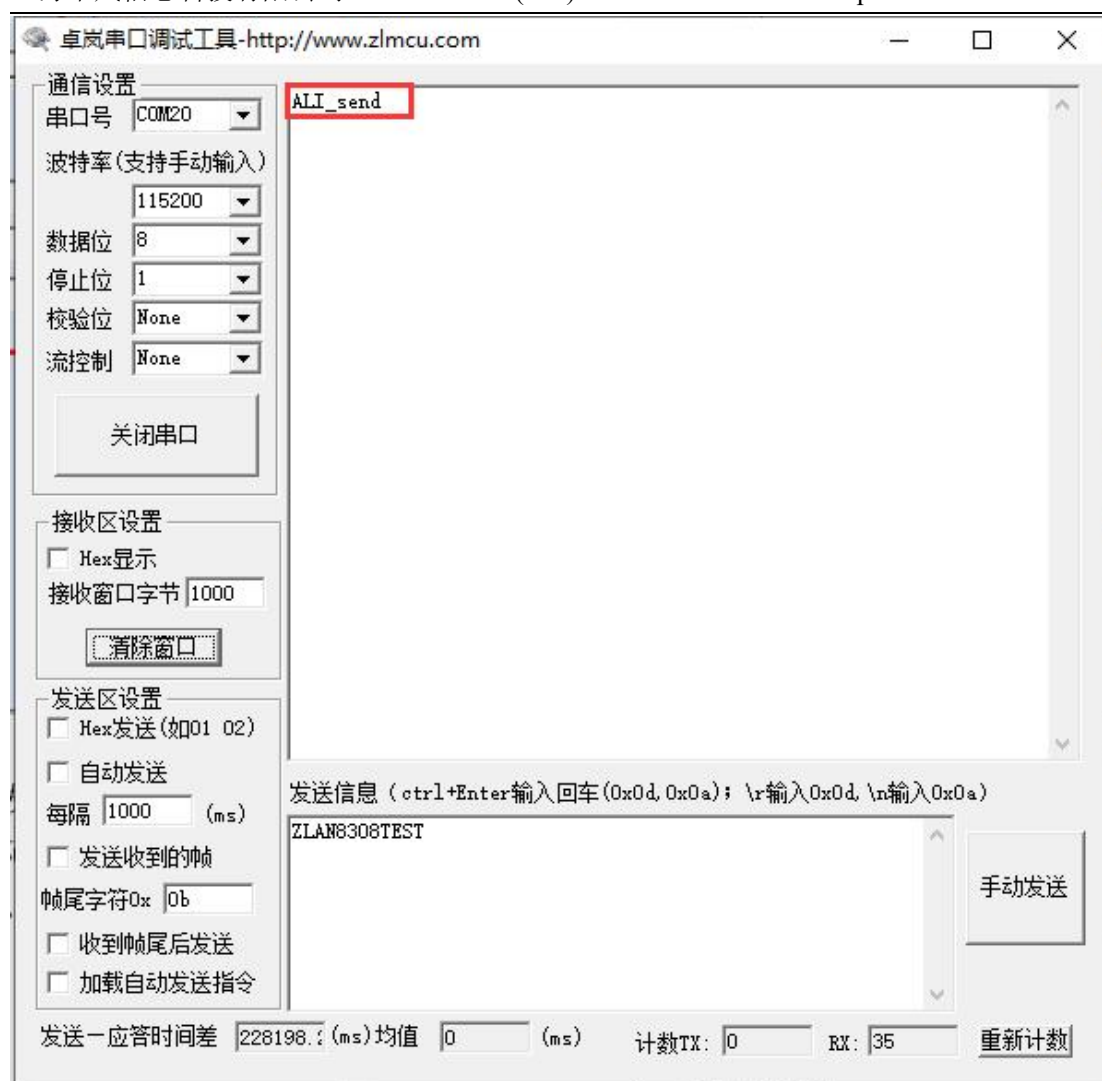 卓岚串口调试工具-http://www.zlmcu.com
通信设置
串口号 COM20
波特率(支持手动输入)
115200
数据位 8
停止位 1
校验位 None
流控制 None
关闭串口
接收区设置
Hex显示
接收窗口字节 1000
清除窗口
发送区设置
Hex发送(如01 02)
自动发送
每隔 1000 (ms)
发送收到的帧
帧尾字符0x 0b
收到帧尾后发送
加载自动发送指令
ALI_send
发送信息（ctrl+Enter输入回车(0x0d,0x0a)；\r输入0x0d,\n输入0x0a）
ZLAN8308TEST
手动发送
发送一应答时间差 228198. (ms)均值 0 (ms) 计数TX: 0 RX: 35 重新计数